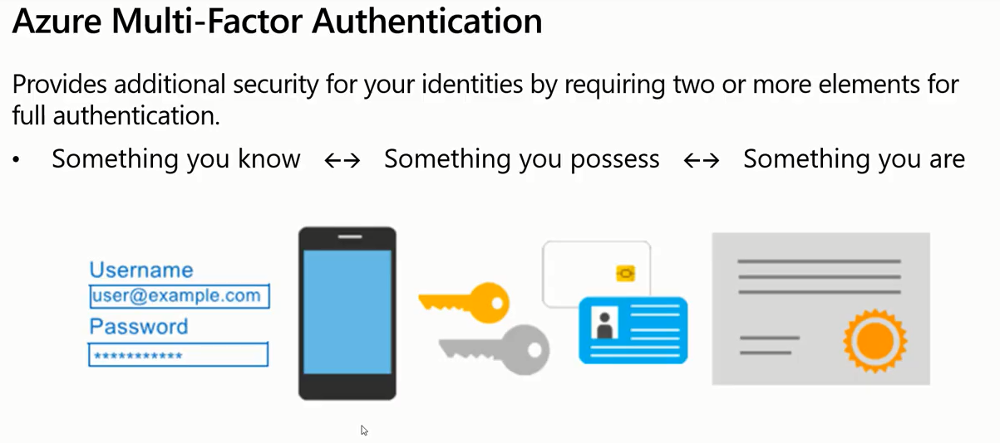 Azure Multi-Factor Authentication
Provides additional security for your identities by requiring two or more elements for
full authentication.
• Something you know ←→ Something you possess ←→ Something you are
Username
user@example.com
Password
***********